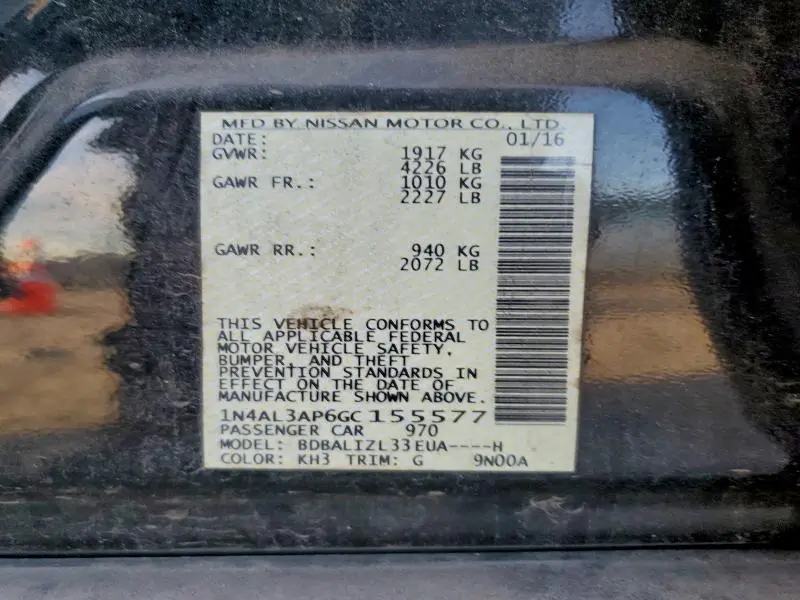 MFD BY NISSAN MOTOR CO., LTD.
DATE: 01/16
GVWR: 1917 KG
4226 LB
GAWR FR.: 1010 KG
2227 LB
GAWR RR.: 940 KG
2072 LB
THIS VEHICLE CONFORMS TO
ALL APPLICABLE FEDERAL
MOTOR VEHICLE SAFETY,
BUMPER, AND THEFT
PREVENTION STANDARDS IN
EFFECT ON THE DATE OF
MANUFACTURE SHOWN ABOVE.
1N4AL3AP6GC155577
PASSENGER CAR 970
MODEL: BDBALIZL33EUA----H
COLOR: KH3 TRIM: G 9N00A